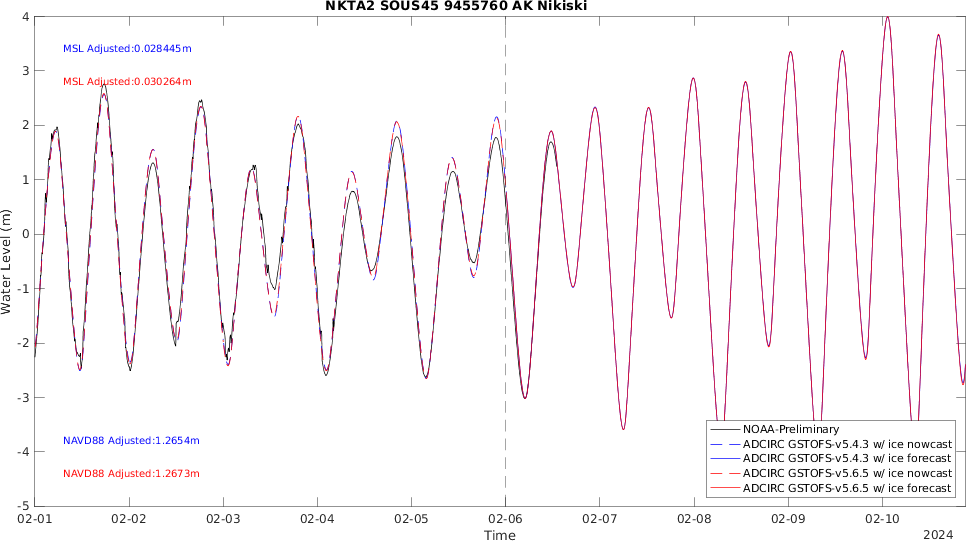 NKTA2 SOUS45 9455760 AK Nikiski
4
MSL Adjusted:0.028445m
3
MSL Adjusted:0.030264m
2
1
0
Water Level (m)
-1
-2
-3
NOAA-Preliminary
NAVD88 Adjusted:1.2654m
ADCIRC GSTOFS-v5.4.3 w/ ice nowcast
-4
ADCIRC GSTOFS-v5.4.3 w/ ice forecast
NAVD88 Adjusted:1.2673m
ADCIRC GSTOFS-v5.6.5 w/ ice nowcast
ADCIRC GSTOFS-v5.6.5 w/ ice forecast
-5
02-01 02-02 02-03 02-04 02-05 02-06 02-07 02-08 02-09 02-10
Time
2024